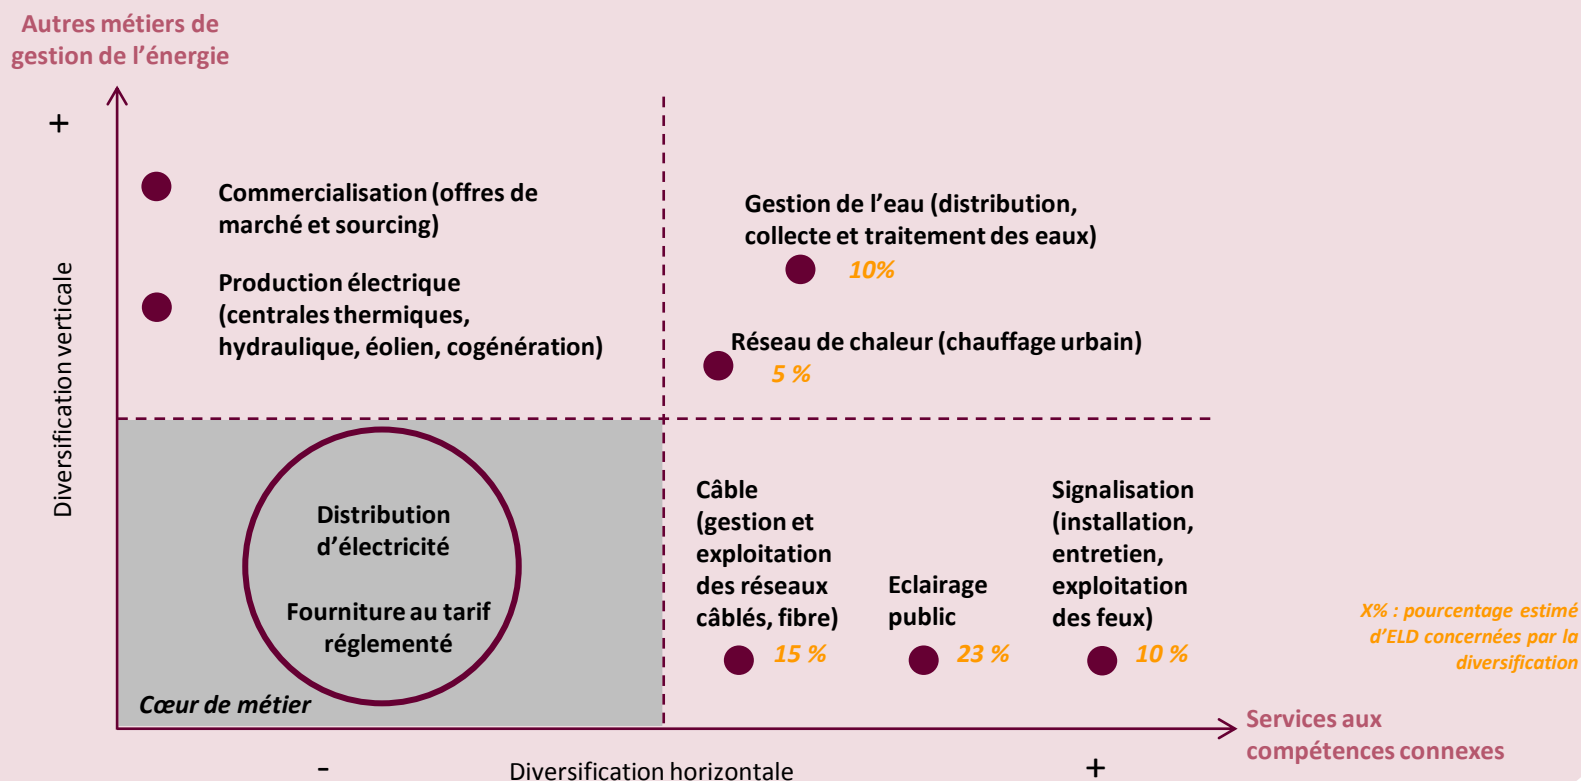 Autres métiers de
gestion de l’énergie
+
Diversification verticale
Commercialisation (offres de
marché et sourcing)
Production électrique
(centrales thermiques,
hydraulique, éolien, cogénération)
Gestion de l’eau (distribution,
collecte et traitement des eaux)
10%
Réseau de chaleur (chauffage urbain)
5 %
Distribution
d’électricité
Fourniture au tarif
réglementé
Cœur de métier
Câble
(gestion et
exploitation
des réseaux
câblés, fibre)
15 %
Eclairage
public
23 %
Signalisation
(installation,
entretien,
exploitation
des feux)
10 %
X% : pourcentage estimé
d’ELD concernées par la
diversification
Services aux
compétences connexes
-
Diversification horizontale
+